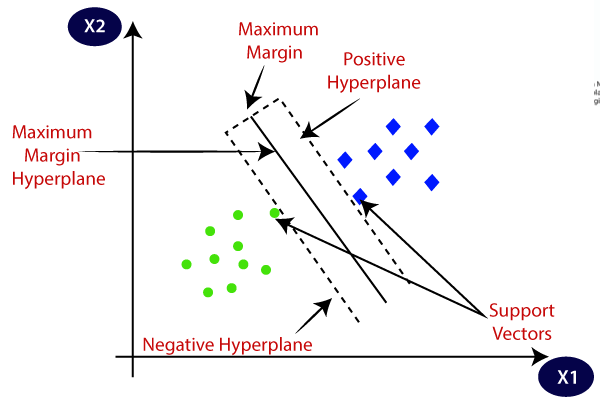 X2
Maximum
Margin
Positive
Hyperplane
Maximum
Margin
Hyperplane
Support
Vectors
Negative Hyperplane
X1